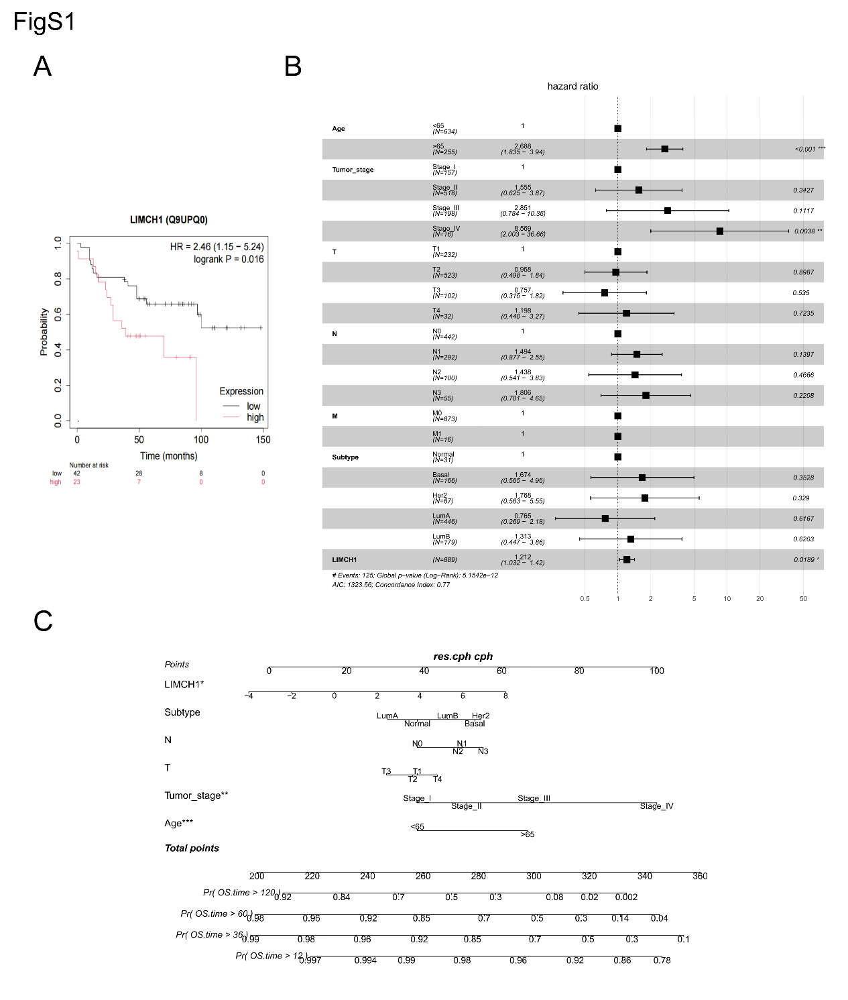 FigS1
A
B
LIMCH1 (Q9UPQ0)
HR = 2.46 (1.15 − 5.24)
logrank P = 0.016
Probability
1.0
0.8
0.6
0.4
0.2
0.0
Expression
low
high
0 50 100 150
Time (months)
Number at risk
low 42 28 8 0
high 23 7 0 0
hazard ratio
Age <65 1
(N=634)
>65 2.688 <0.001 ***
(N=255) (1.835 − 3.94)
Tumor_stage Stage_I 1
(N=157)
Stage_II 1.555 0.3427
(N=518) (0.625 − 3.87)
Stage_III 2.851 0.1117
(N=198) (0.784 − 10.36)
Stage_IV 8.569 0.0038 **
(N=16) (2.003 − 36.66)
T T1 1
(N=232)
T2 0.958 0.8987
(N=523) (0.498 − 1.84)
T3 0.757 0.535
(N=102) (0.315 − 1.82)
T4 1.198 0.7235
(N=32) (0.440 − 3.27)
N N0 1
(N=442)
N1 1.494 0.1397
(N=292) (0.877 − 2.55)
N2 1.438 0.4666
(N=100) (0.541 − 3.83)
N3 1.806 0.2208
(N=55) (0.701 − 4.65)
M M0 1
(N=873)
M1 1
(N=16)
Subtype Normal 1
(N=31)
Basal 1.674 0.3528
(N=166) (0.565 − 4.96)
Her2 1.768 0.329
(N=67) (0.563 − 5.55)
LumA 0.765 0.6167
(N=446) (0.269 − 2.18)
LumB 1.313 0.6203
(N=179) (0.447 − 3.86)
LIMCH1 (N=889) 1.212 0.0189 *
(1.032 − 1.42)
# Events: 125; Global p−value (Log−Rank): 5.1542e−12
AIC: 1323.56; Concordance Index: 0.77
0.5 1 2 5 10 20 50
C
res.cph cph
Points
0 20 40 60 80 100
LIMCH1*
−4 −2 0 2 4 6 8
Subtype
LumA LumB Her2
Normal Basal
N
N0 N1
N2 N3
T
T3 T1
T2 T4
Tumor_stage**
Stage_I Stage_III
Stage_II Stage_IV
Age***
<65
>65
Total points
200 220 240 260 280 300 320 340 360
Pr( OS.time > 120 )
0.92 0.84 0.7 0.5 0.3 0.08 0.02 0.002
Pr( OS.time > 60 )
0.98 0.96 0.92 0.85 0.7 0.5 0.3 0.14 0.04
Pr( OS.time > 36 )
0.99 0.98 0.96 0.92 0.85 0.7 0.5 0.3 0.1
Pr( OS.time > 12 )
0.997 0.994 0.99 0.98 0.96 0.92 0.86 0.78